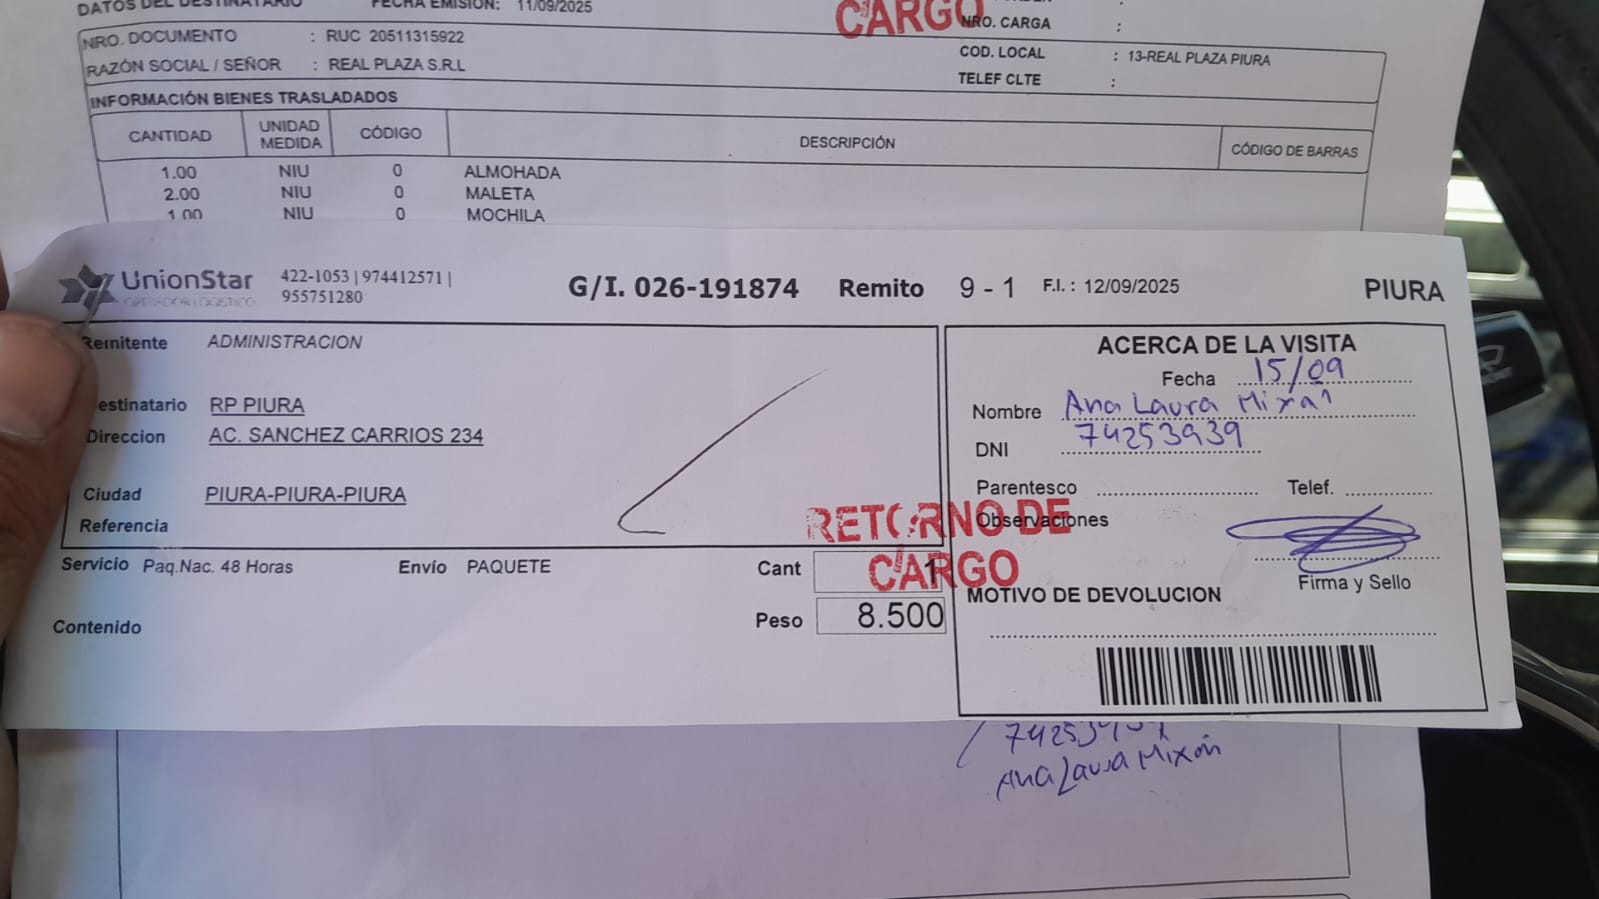 DATOS DEL DESTINATARIO FECHA EMISIÓN: 11/09/2025
CARGO
NRO. CARGA :
NRO. DOCUMENTO : RUC 20511315922
COD. LOCAL : 13-REAL PLAZA PIURA
RAZÓN SOCIAL / SEÑOR : REAL PLAZA S.R.L
TELEF CLTE :
INFORMACIÓN BIENES TRASLADADOS
CANTIDAD UNIDAD MEDIDA CÓDIGO DESCRIPCIÓN CÓDIGO DE BARRAS
1.00 NIU 0 ALMOHADA
2.00 NIU 0 MALETA
1.00 NIU 0 MOCHILA
UnionStar 422-1053 | 974412571 |
OPERADOR LOGÍSTICO 955751280
G/I. 026-191874 Remito 9 - 1 F.I. : 12/09/2025 PIURA
Remitente ADMINISTRACION
ACERCA DE LA VISITA
Fecha 15/09
estinatario RP PIURA
Nombre Ana Laura Mixán
Direccion AC. SANCHEZ CARRIOS 234
DNI 74253939
Ciudad PIURA-PIURA-PIURA
Parentesco Telef.
Referencia
RETORNO DE
CARGO
Observaciones
Firma y Sello
Servicio Paq.Nac. 48 Horas Envío PAQUETE Cant 1
MOTIVO DE DEVOLUCION
Contenido Peso 8.500
Ana Laura Mixán